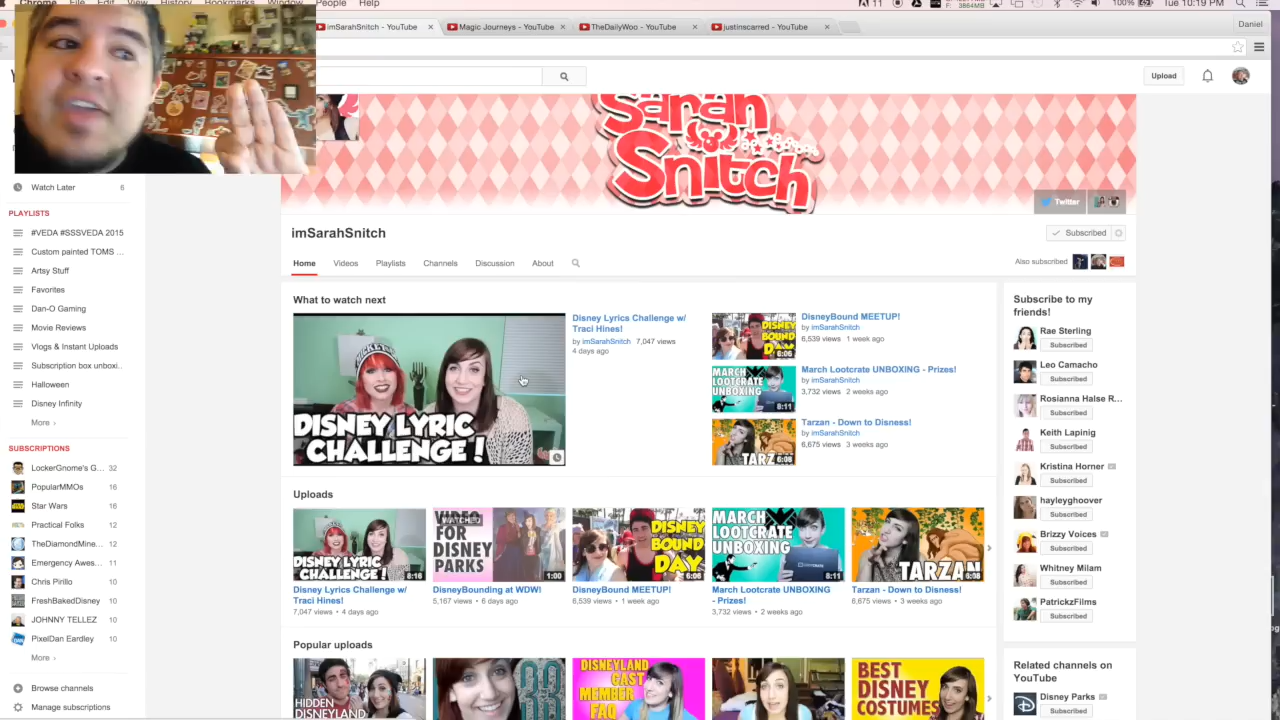 Chrome File Edit View History Bookmarks Window Help
Magic Journeys - YouTube
TheDailyWoo - YouTube
JustinScarred - YouTube
Daniel
Upload
Sarah
Snitch
Twitter
Watch Later 6
PLAYLISTS
#VEDA #SSSVEDA 2015
Custom painted TOMS ...
Artsy Stuff
Favorites
Dan-O Gaming
Movie Reviews
Vlogs & Instant Uploads
Subscription box unboxi..
Halloween
Disney Infinity
More ›
SUBSCRIPTIONS
LockerGnome's G... 32
PopularMMOs 16
Star Wars 16
Practical Folks 12
TheDiamondMine... 12
Emergency Awes... 11
Chris Pirillo 10
FreshBakedDisney 10
JOHNNY TELLEZ 10
PixelDan Eardley 10
More ›
Browse channels
Manage subscriptions
imSarahSnitch
Subscribed
Home Videos Playlists Channels Discussion About
Also subscribed
What to watch next
DISNEY LYRIC
CHALLENGE!
Disney Lyrics Challenge w/
Traci Hines!
by imSarahSnitch 7,047 views
4 days ago
DISNEY
BOUND
DAY
6:06
DisneyBound MEETUP!
by imSarahSnitch
6,539 views • 1 week ago
MARCH
LOOTCRATE
UNBOXING
8:11
March Lootcrate UNBOXING - Prizes!
by imSarahSnitch
3,732 views • 2 weeks ago
TARZAN
6:08
Tarzan - Down to Disness!
by imSarahSnitch
6,675 views • 3 weeks ago
Uploads
DISNEY LYRIC
CHALLENGE!
8:16
Disney Lyrics Challenge w/
Traci Hines!
7,047 views • 4 days ago
VIDEO
FOR
DISNEY
PARKS
1:00
DisneyBounding at WDW!
5,167 views • 6 days ago
DISNEY
BOUND
DAY
6:06
DisneyBound MEETUP!
6,539 views • 1 week ago
MARCH
LOOTCRATE
UNBOXING
8:11
March Lootcrate UNBOXING
- Prizes!
3,732 views • 2 weeks ago
TARZAN
6:08
Tarzan - Down to Disness!
6,675 views • 3 weeks ago
Popular uploads
HIDDEN
DISNEYLAND
DISNEYLAND
CAST
MEMBER
FAQ
BEST
DISNEY
COSTUMES
Subscribe to my
friends!
Rae Sterling
Subscribed
Leo Camacho
Subscribed
Rosianna Halse R...
Subscribed
Keith Lapinig
Subscribed
Kristina Horner
Subscribed
hayleyghoover
Subscribed
Brizzy Voices
Subscribed
Whitney Milam
Subscribed
PatrickzFilms
Subscribed
Related channels on
YouTube
Disney Parks
Subscribed